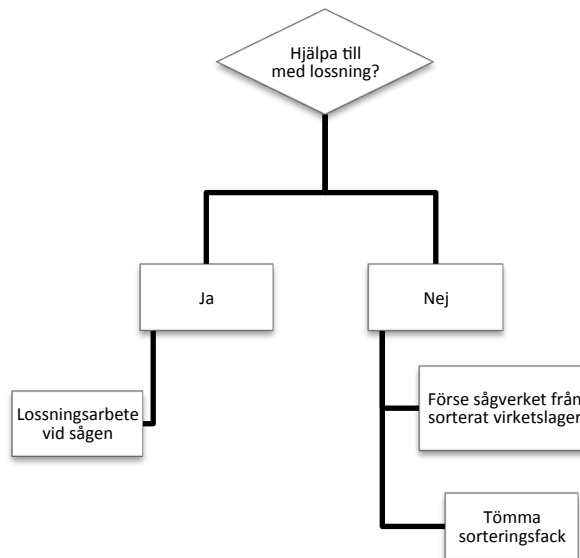 Hjälpa till
med lossning?
Ja
Nej
Lossningsarbete
vid sågen
Förse sågverket från
sorterat virketslager
Tömma
sorteringsfack